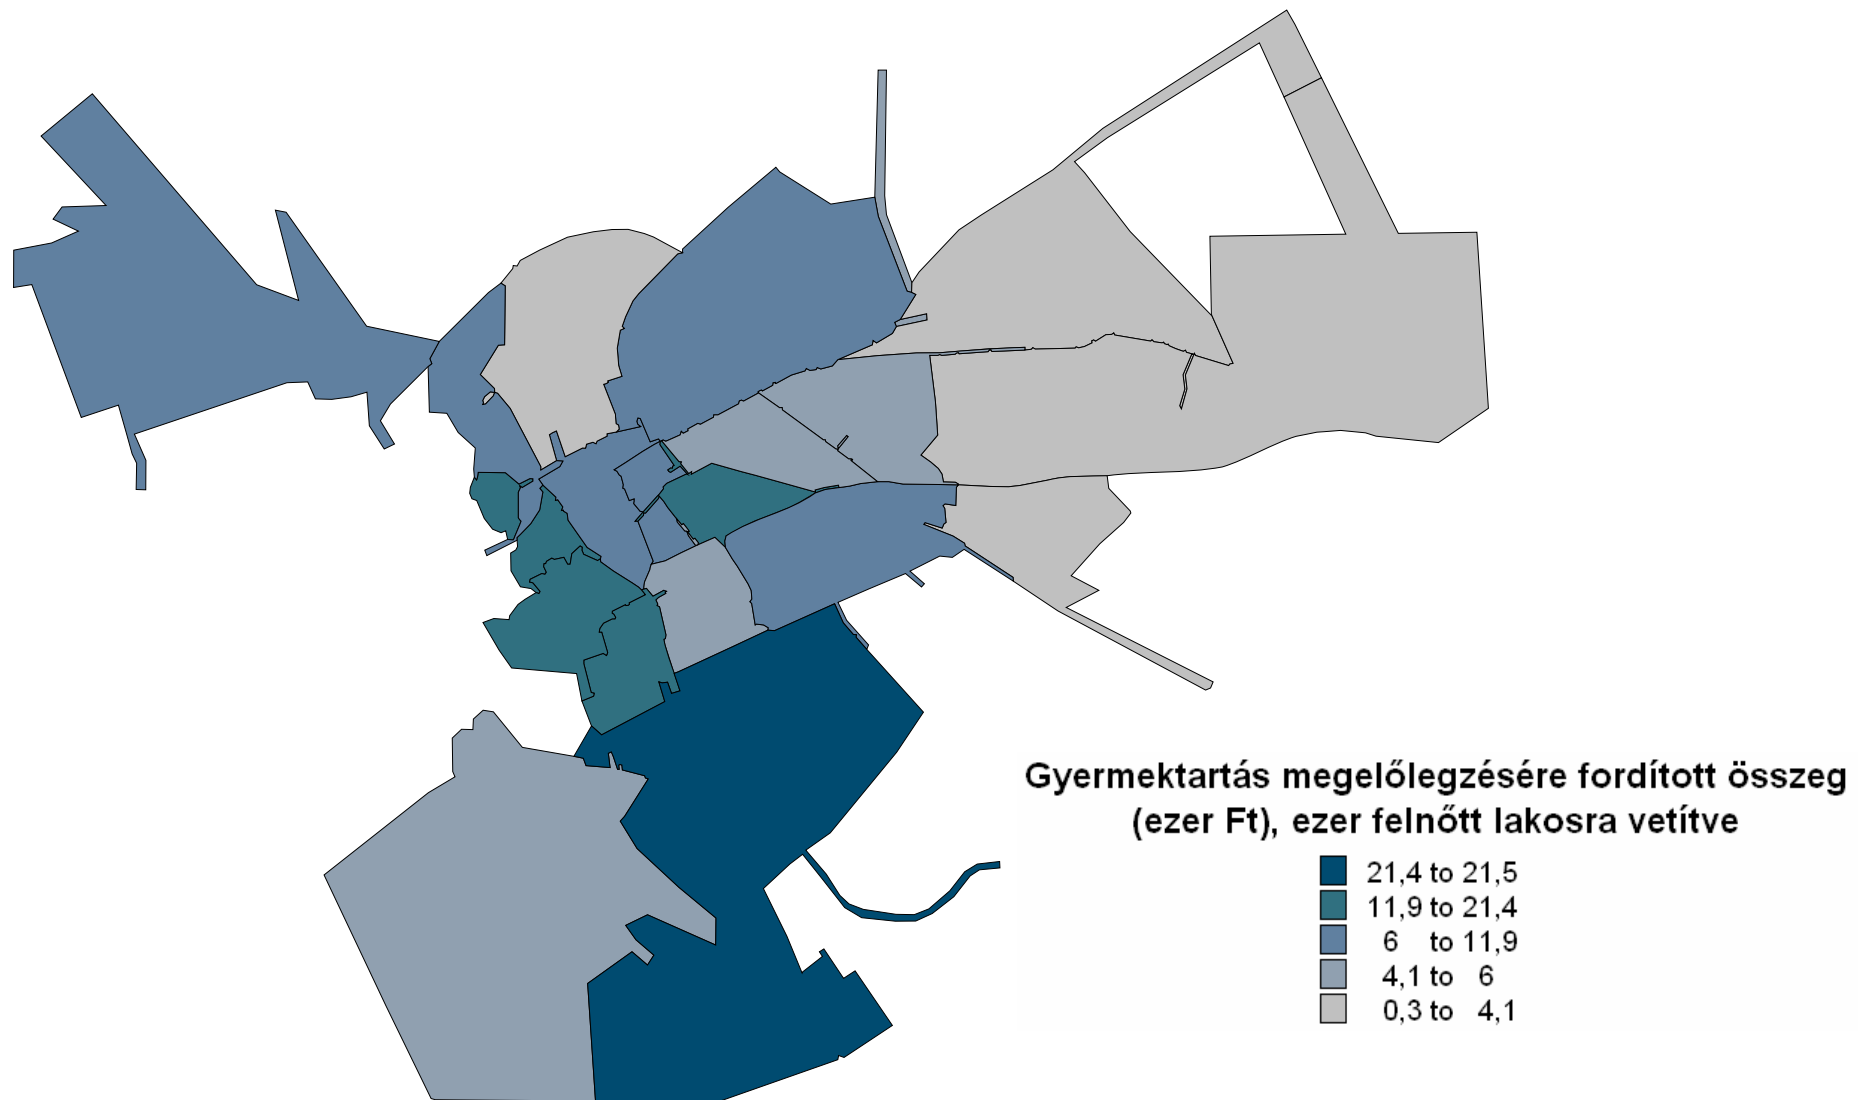 Gyermektartás megelőlegzésére fordított összeg
(ezer Ft), ezer felnőtt lakosra vetítve
21,4 to 21,5
11,9 to 21,4
6 to 11,9
4,1 to 6
0,3 to 4,1